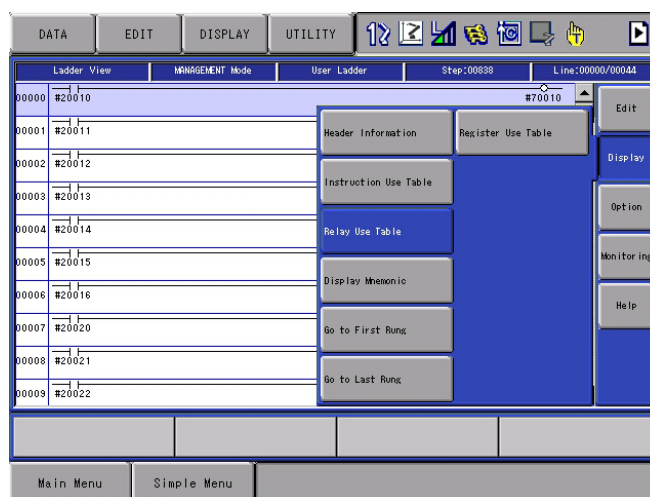 DATA EDIT DISPLAY UTILITY
Ladder View MANAGEMENT Mode User Ladder Step:00838 Line:0000/00044
00000 #20010 #70010
00001 #20011
00002 #20012
00003 #20013
00004 #20014
00005 #20015
00006 #20016
00007 #20020
00008 #20021
00009 #20022
Header Information Register Use Table
Instruction Use Table
Relay Use Table
Display Mnemonic
Go to First Rung
Go to Last Rung
Edit
Display
Option
Monitoring
Help
Main Menu Simple Menu